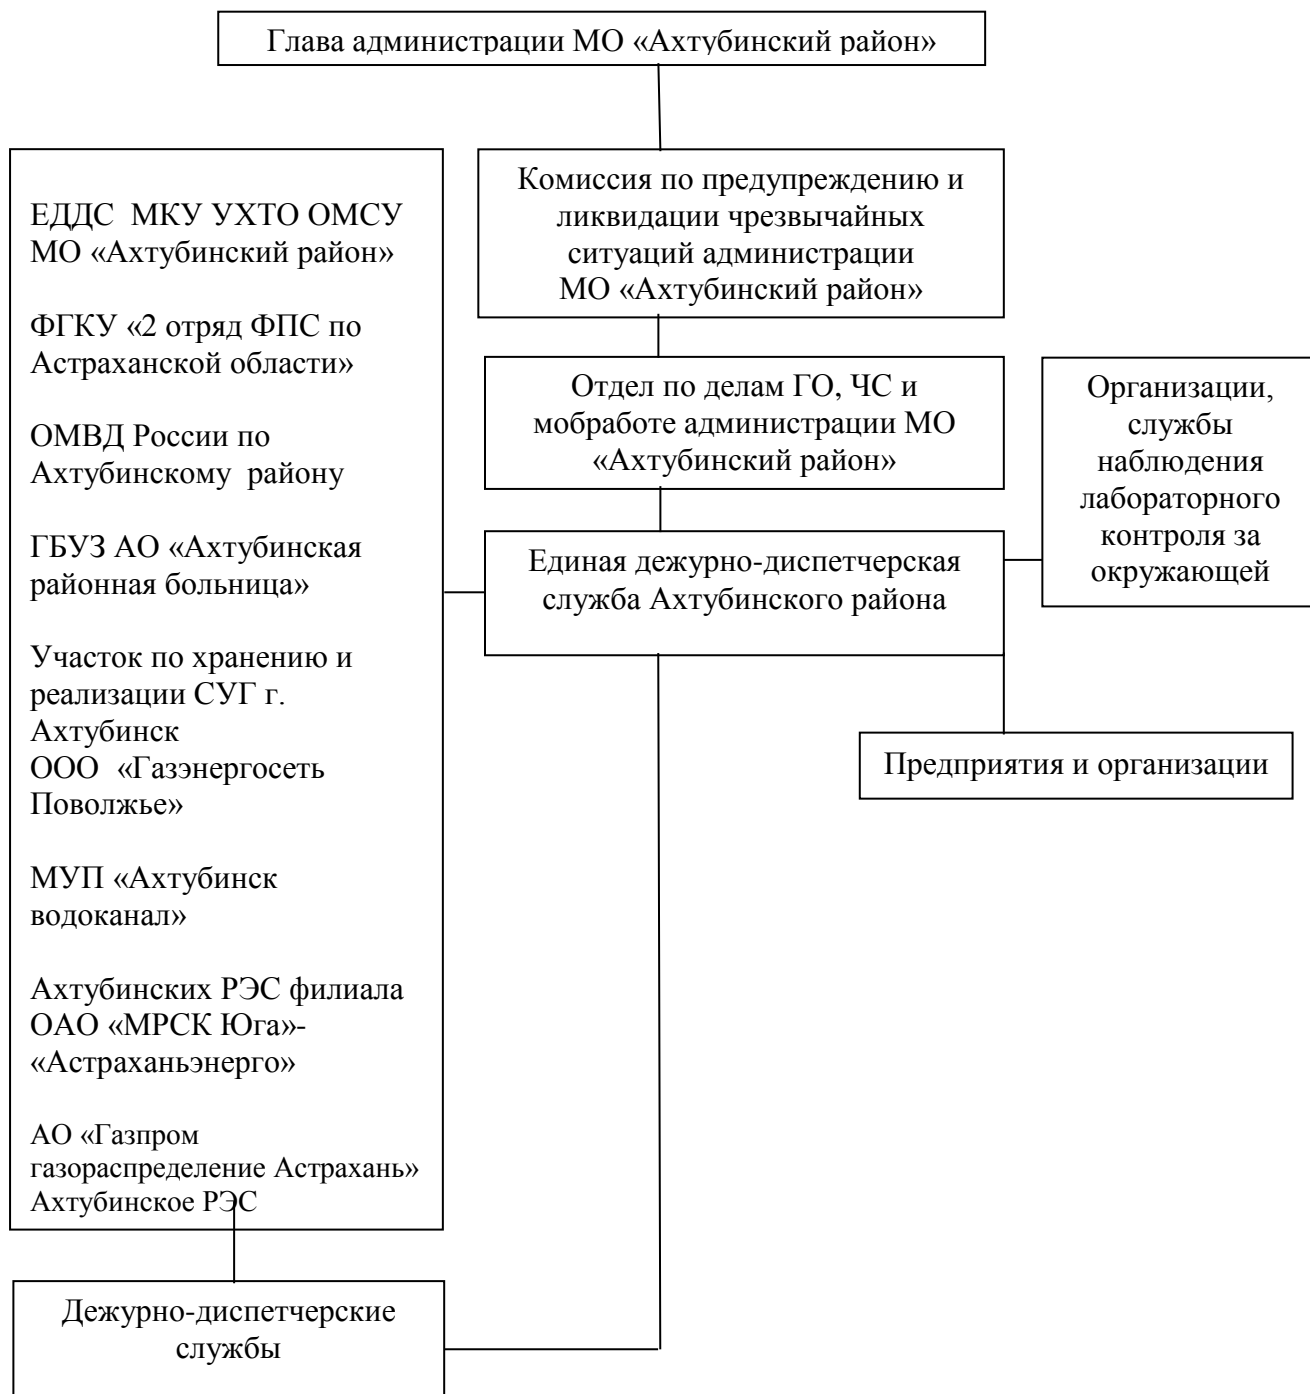 Глава администрации МО «Ахтубинский район»
ЕДДС  МКУ УХТО ОМСУ
МО «Ахтубинский район»
ФГКУ «2 отряд ФПС по
Астраханской области»
ОМВД России по
Ахтубинскому  району
ГБУЗ АО «Ахтубинская
районная больница»
Участок по хранению и
реализации СУГ г.
Ахтубинск
ООО  «Газэнергосеть
Поволжье»
МУП «Ахтубинск
водоканал»
Ахтубинских РЭС филиала
ОАО «МРСК Юга»-
«Астраханьэнерго»
АО «Газпром
газораспределение Астрахань»
Ахтубинское РЭС
Комиссия по предупреждению и
ликвидации чрезвычайных
ситуаций администрации
МО «Ахтубинский район»
Отдел по делам ГО, ЧС и
мобработе администрации МО
«Ахтубинский район»
Единая дежурно-диспетчерская
служба Ахтубинского района
Организации,
службы
наблюдения
лабораторного
контроля за
окружающей
Предприятия и организации
Дежурно-диспетчерские
службы